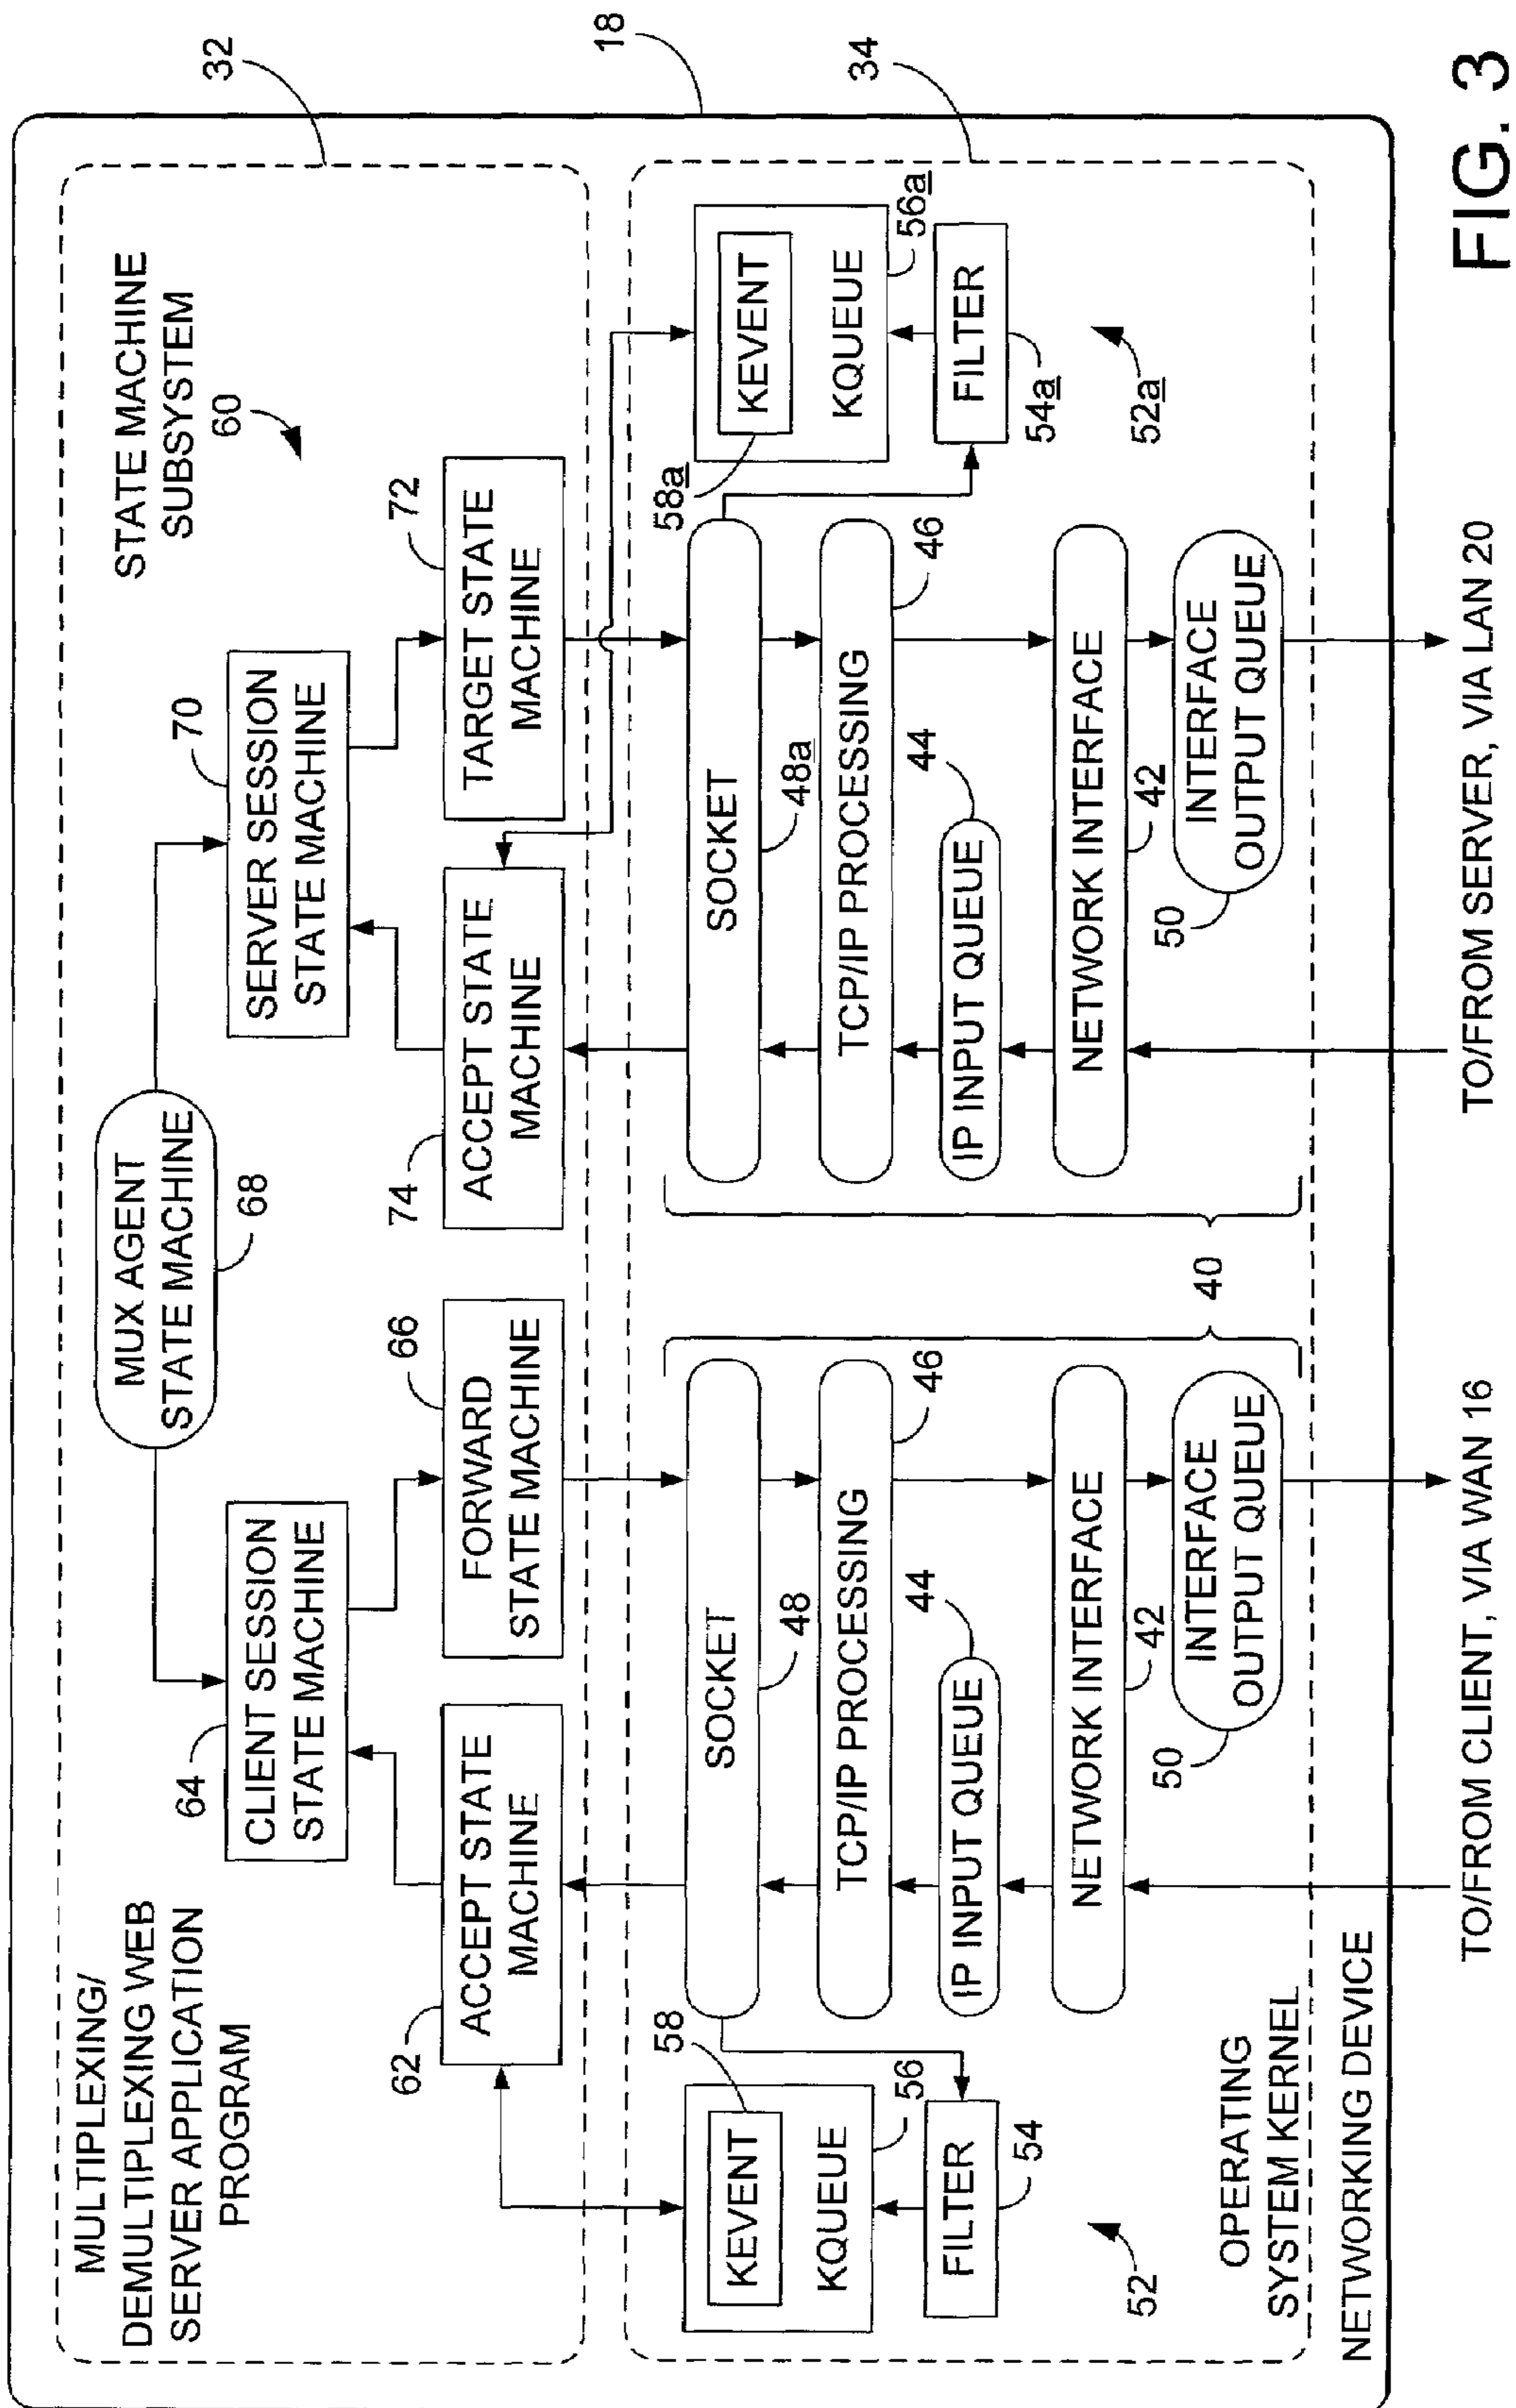 MULTIPLEXING/
DEMULTIPLEXING WEB
SERVER APPLICATION
PROGRAM
MUX AGENT
STATE MACHINE
68
STATE MACHINE
SUBSYSTEM
60
32
64
CLIENT SESSION
STATE MACHINE
70
SERVER SESSION
STATE MACHINE
62
ACCEPT STATE
MACHINE
66
FORWARD
STATE MACHINE
74
ACCEPT STATE
MACHINE
72
TARGET STATE
MACHINE
18
KEVENT
58
KQUEUE
56
FILTER
54
52
SOCKET
48
TCP/IP PROCESSING
46
IP INPUT QUEUE
44
NETWORK INTERFACE
42
INTERFACE
OUTPUT QUEUE
50
40
SOCKET
48a
TCP/IP PROCESSING
46
IP INPUT QUEUE
44
NETWORK INTERFACE
42
INTERFACE
OUTPUT QUEUE
50
KEVENT
58a
KQUEUE
56a
FILTER
54a
52a
34
OPERATING
SYSTEM KERNEL
NETWORKING DEVICE
TO/FROM CLIENT, VIA WAN 16
TO/FROM SERVER, VIA LAN 20
FIG. 3